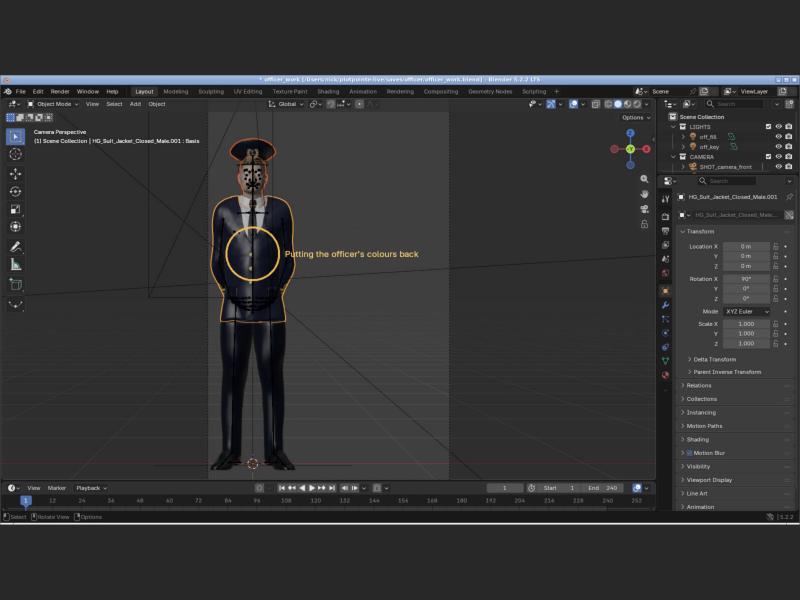 * officer_work [/Users/nick/plotpointe-live/saves/officer/officer_work.blend] - Blender 5.2.2 LTS
File Edit Render Window Help Layout Modeling Sculpting UV Editing Texture Paint Shading Animation Rendering Compositing Geometry Nodes Scripting + Scene ViewLayer
Object Mode View Select Add Object Global Search
Options
Camera Perspective
(1) Scene Collection | HG_Suit_Jacket_Closed_Male.001 : Basis
Z
Y
X
Putting the officer's colours back
Scene Collection
LIGHTS
off_fill
off_key
CAMERA
SHOT_camera_front
Search
HG_Suit_Jacket_Closed_Male.001
HG_Suit_Jacket_Closed_Male...
Transform
Location X 0 m
Y 0 m
Z 0 m
Rotation X 90°
Y 0°
Z 0°
Mode XYZ Euler
Scale X 1.000
Y 1.000
Z 1.000
Delta Transform
Parent Inverse Transform
Relations
Collections
Instancing
Motion Paths
Shading
Motion Blur
Visibility
Viewport Display
Line Art
Animation
View Marker Playback 1 Start 1 End 240
1 12 24 36 48 60 72 84 96 108 120 132 144 156 168 180 192 204 216 228 240 252
Select Rotate View Options 5.2.2